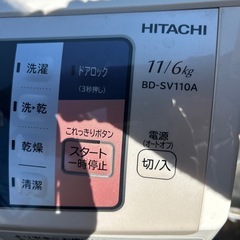 HITACHI
11/6kg
BD-SV110A
洗濯
洗・乾
乾燥
清潔
ドアロック
(3秒押し)
これっきりボタン
スタート
一時停止
電源
(オートオフ)
切/入